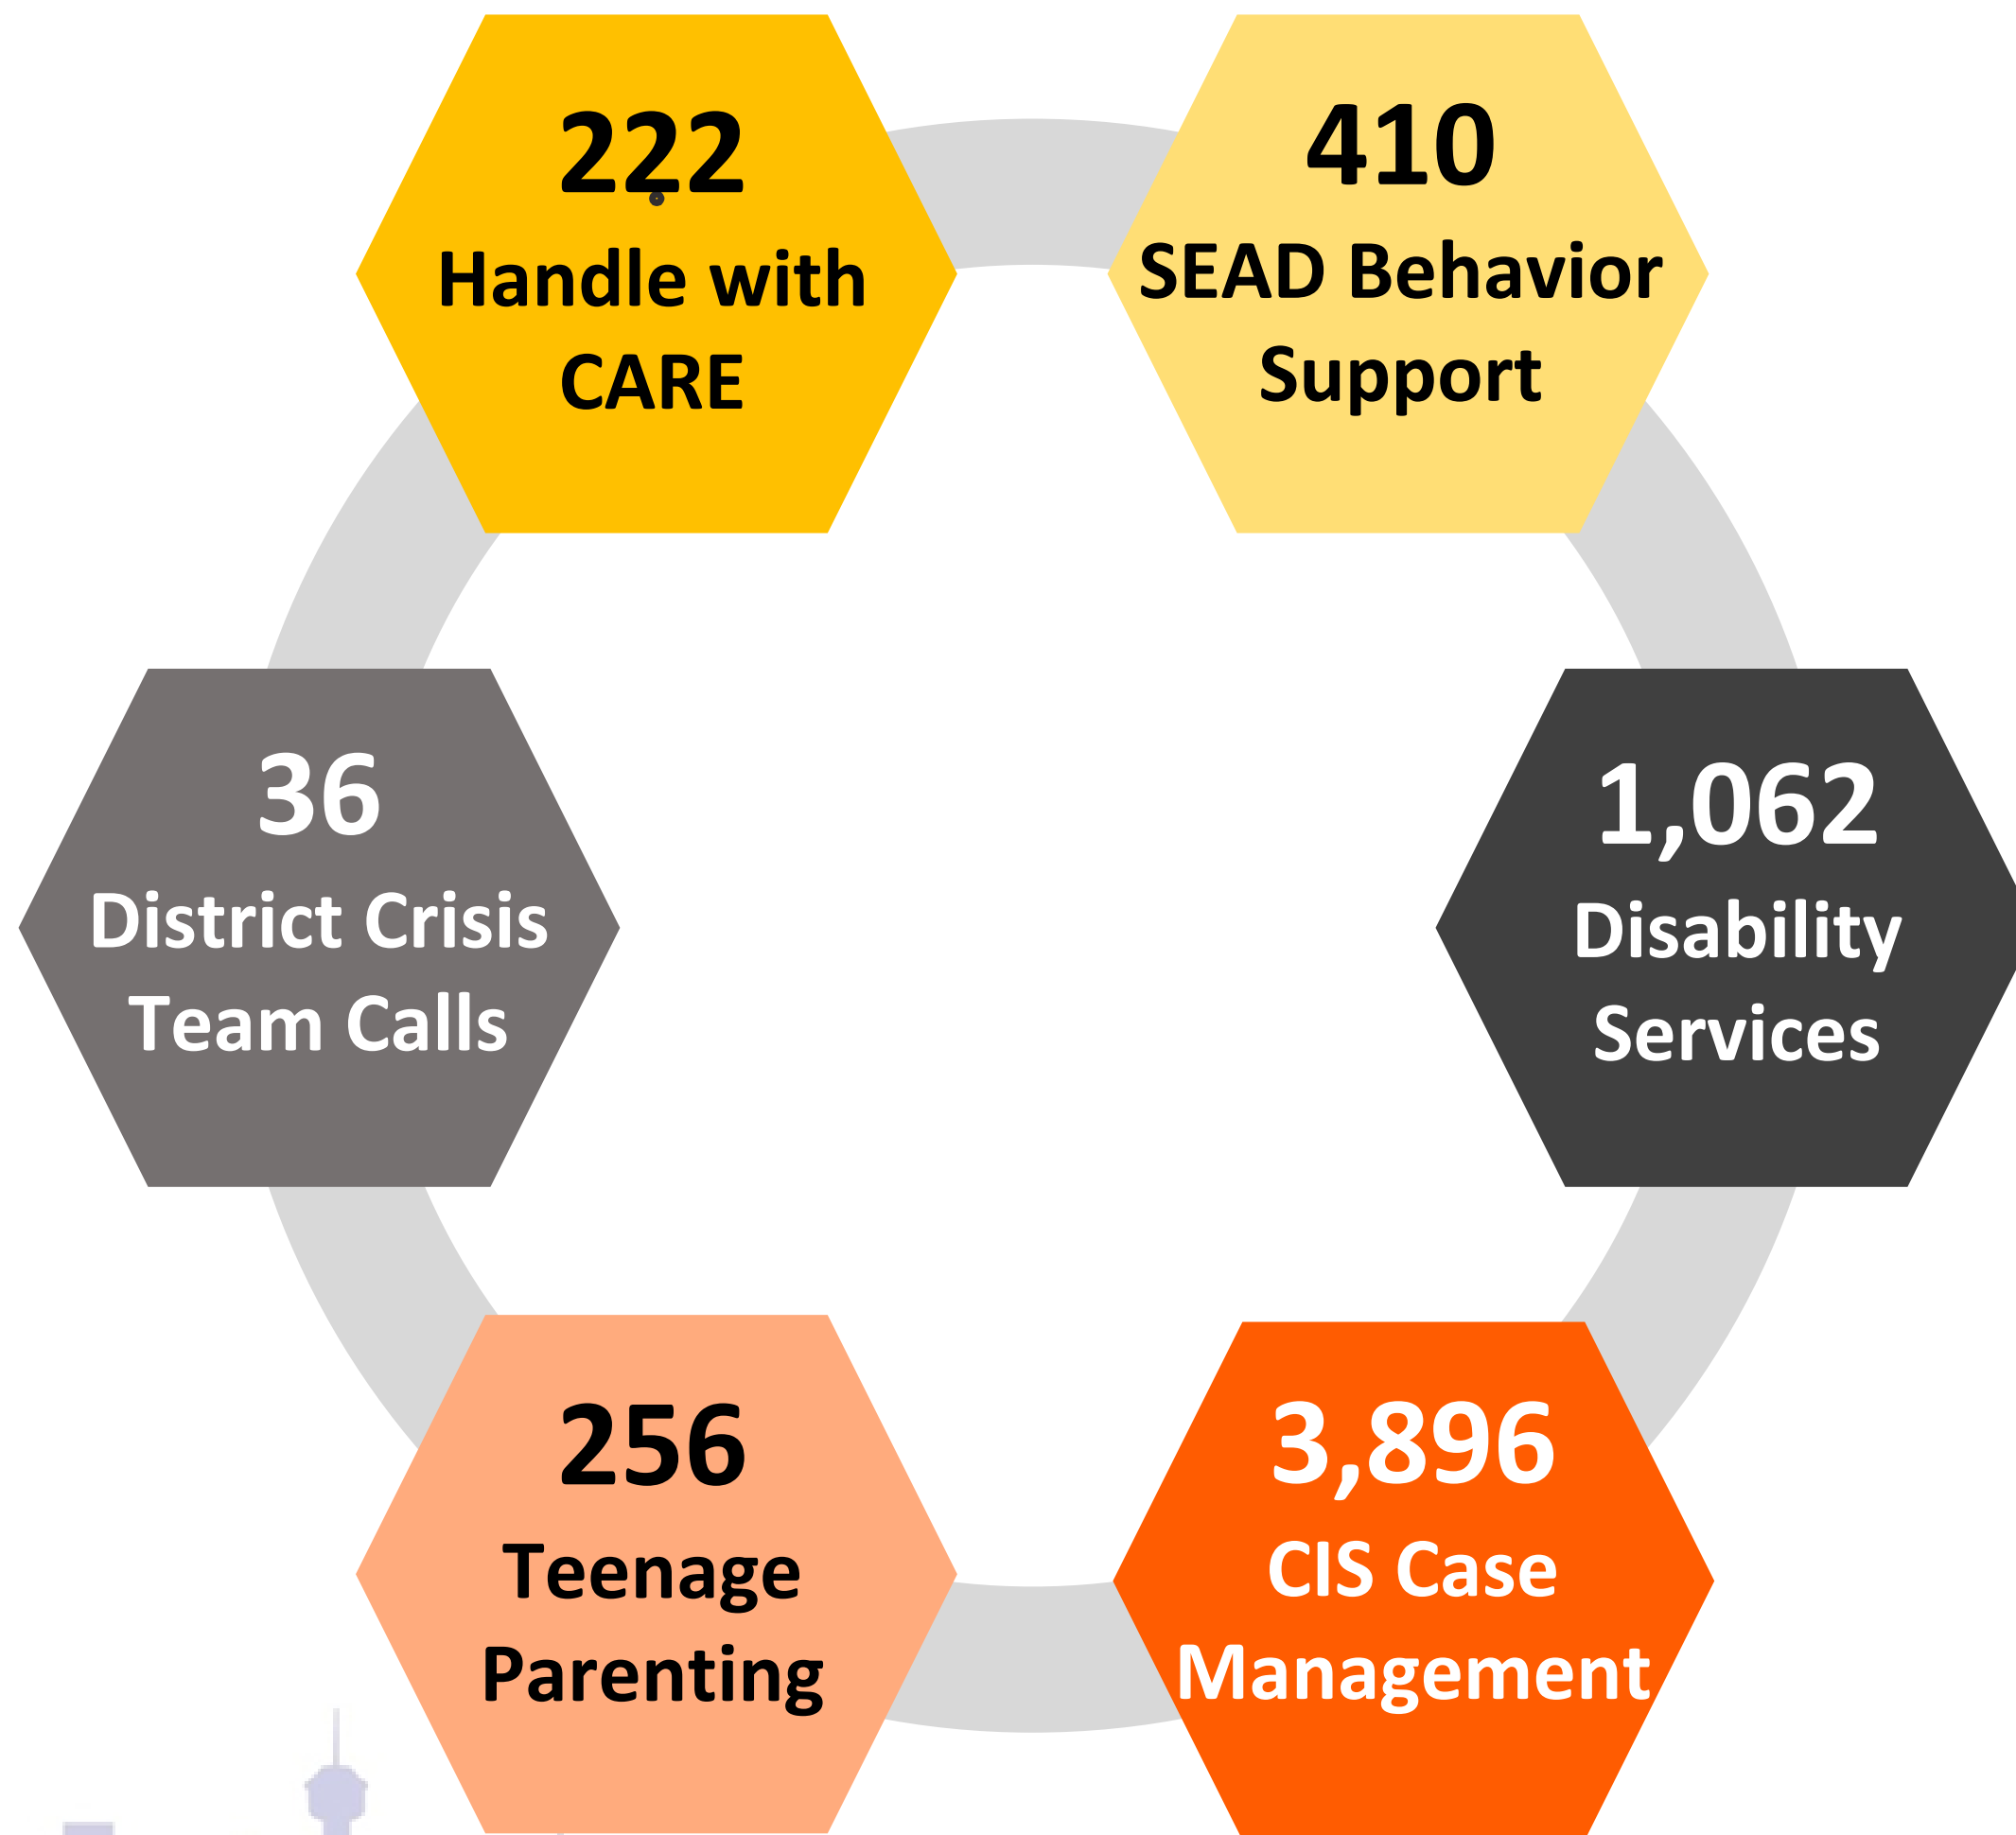 222
Handle with
CARE
410
SEAD Behavior
Support
36
District Crisis
Team Calls
1,062
Disability
Services
256
Teenage
Parenting
3,896
CIS Case
Management